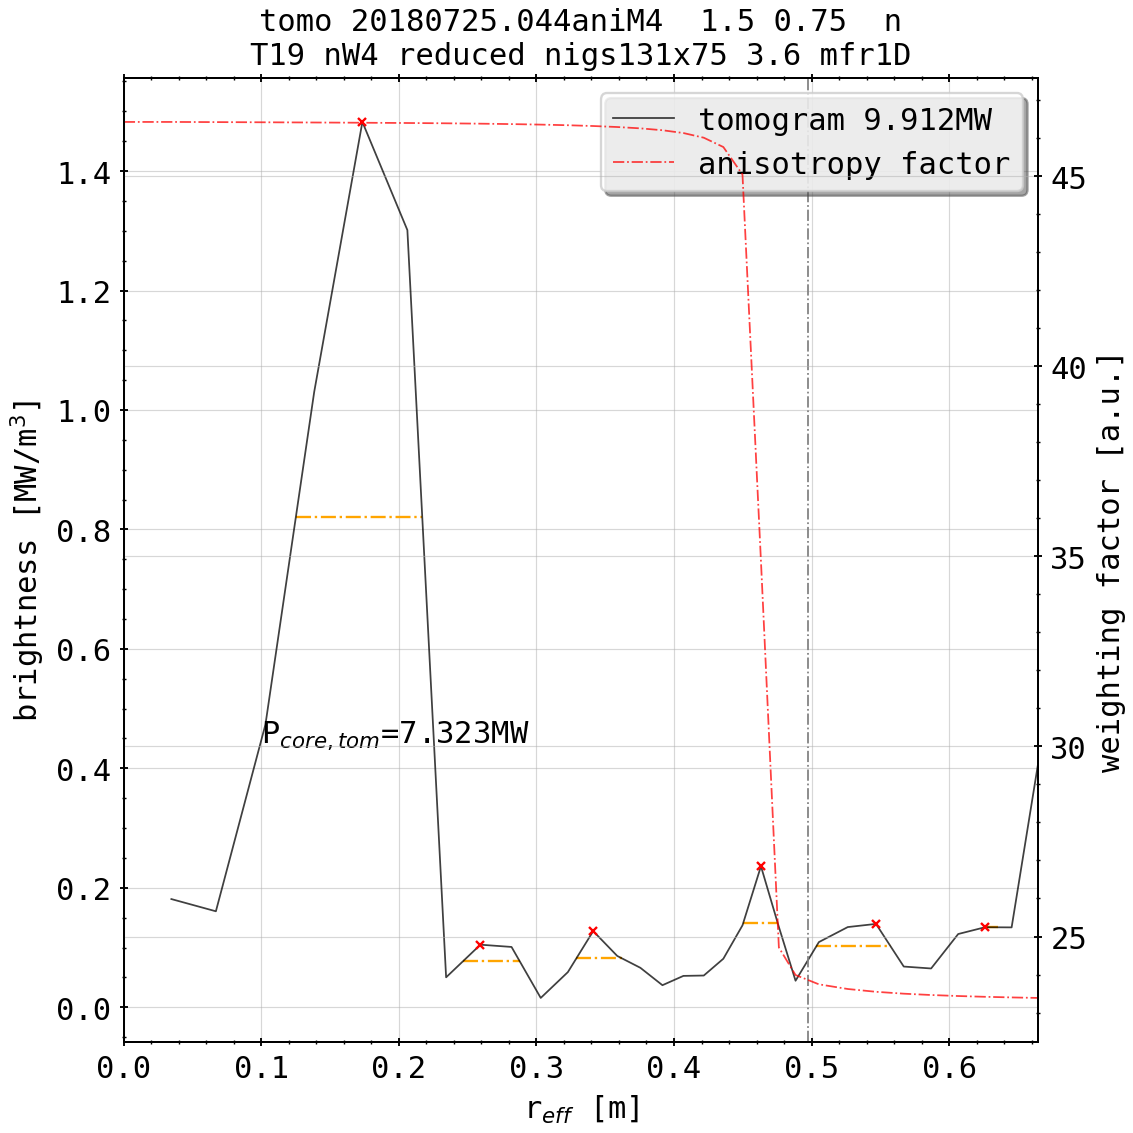 tomo 20180725.044aniM4  1.5 0.75  n
T19 nW4 reduced nigs131x75 3.6 mfr1D
tomogram 9.912MW
anisotropy factor
brightness [MW/m³]
1.4
1.2
1.0
0.8
0.6
0.4
0.2
0.0
P_core,tom=7.323MW
45
40
35
30
25
weighting factor [a.u.]
0.0 0.1 0.2 0.3 0.4 0.5 0.6
r_eff [m]